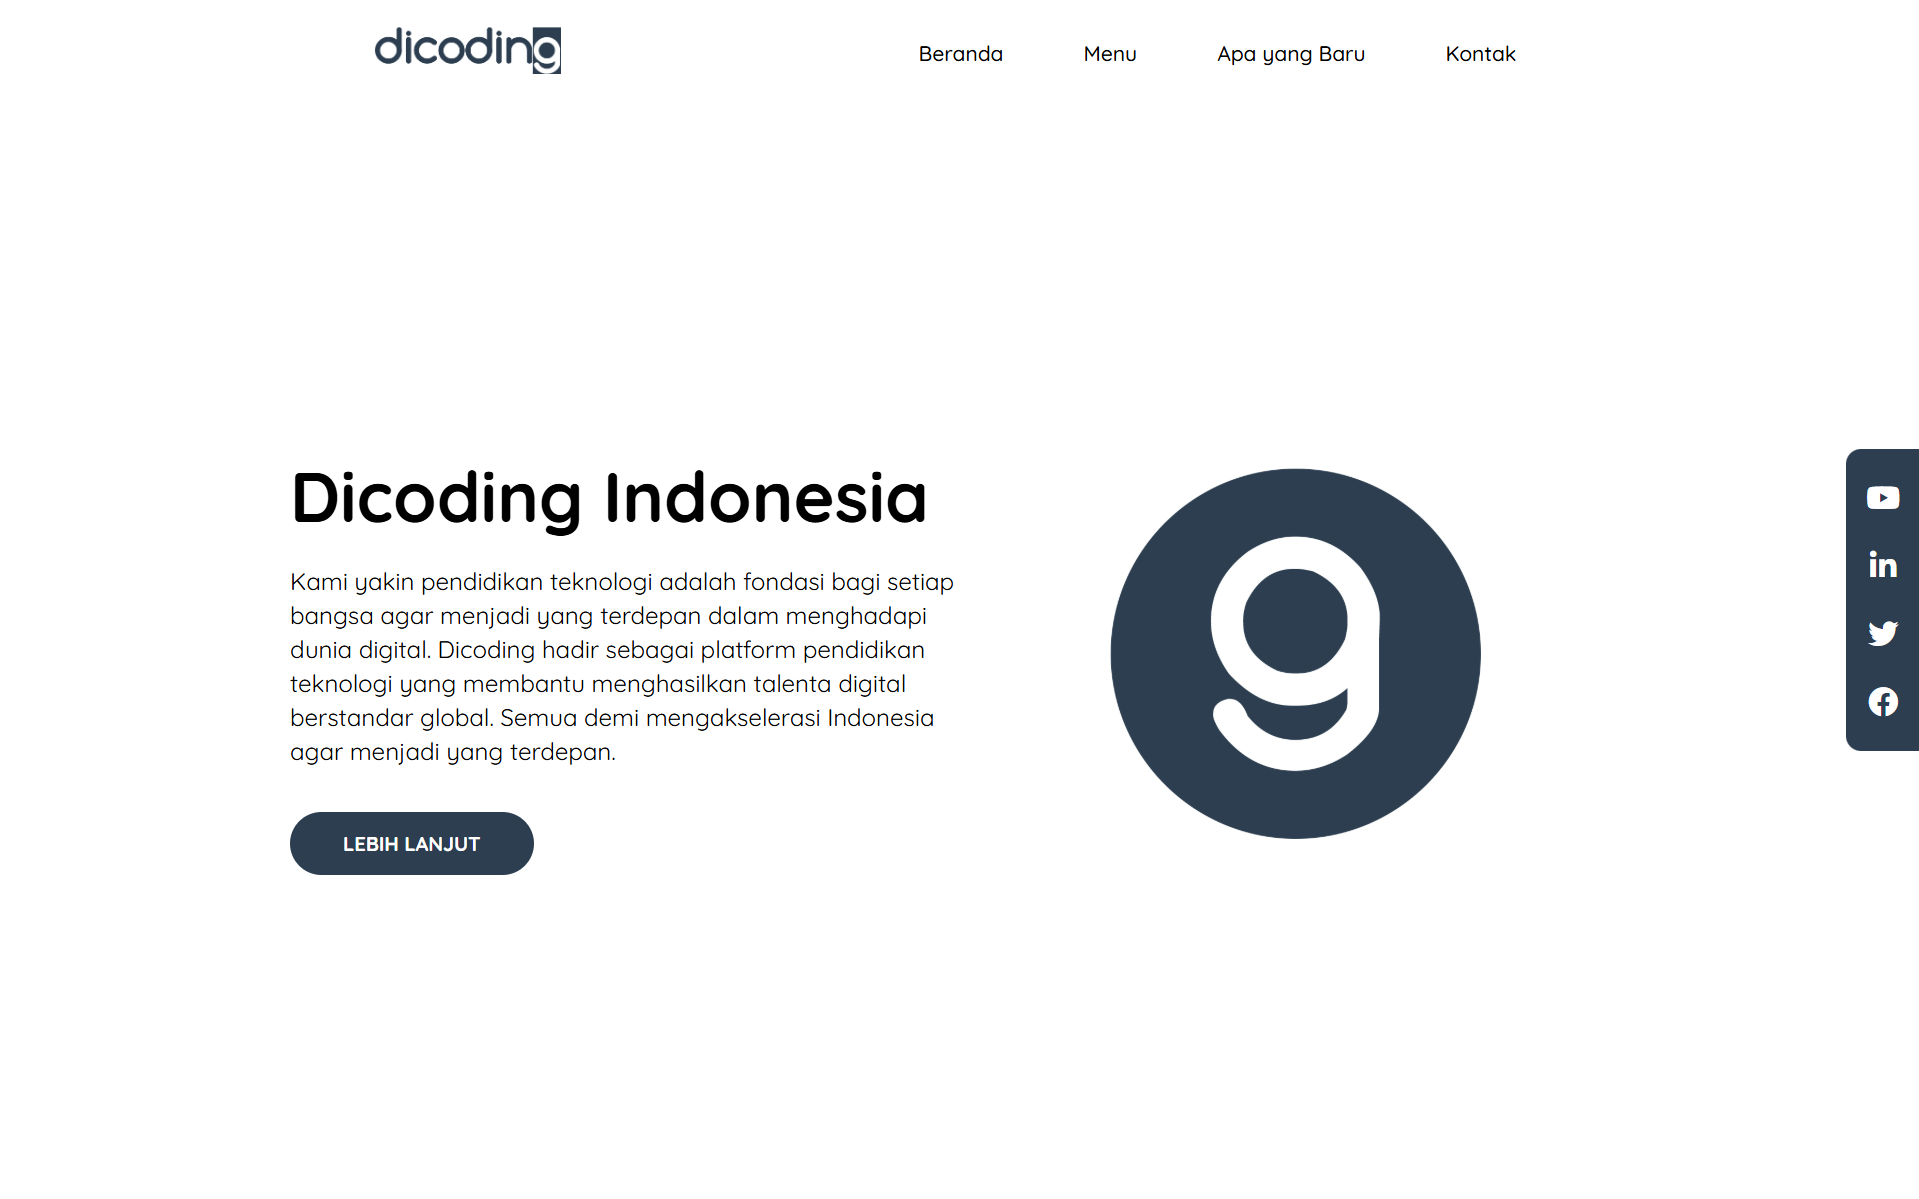 dicoding
Beranda
Menu
Apa yang Baru
Kontak
Dicoding Indonesia
Kami yakin pendidikan teknologi adalah fondasi bagi setiap
bangsa agar menjadi yang terdepan dalam menghadapi
dunia digital. Dicoding hadir sebagai platform pendidikan
teknologi yang membantu menghasilkan talenta digital
berstandar global. Semua demi mengakselerasi Indonesia
agar menjadi yang terdepan.
LEBIH LANJUT
g
in